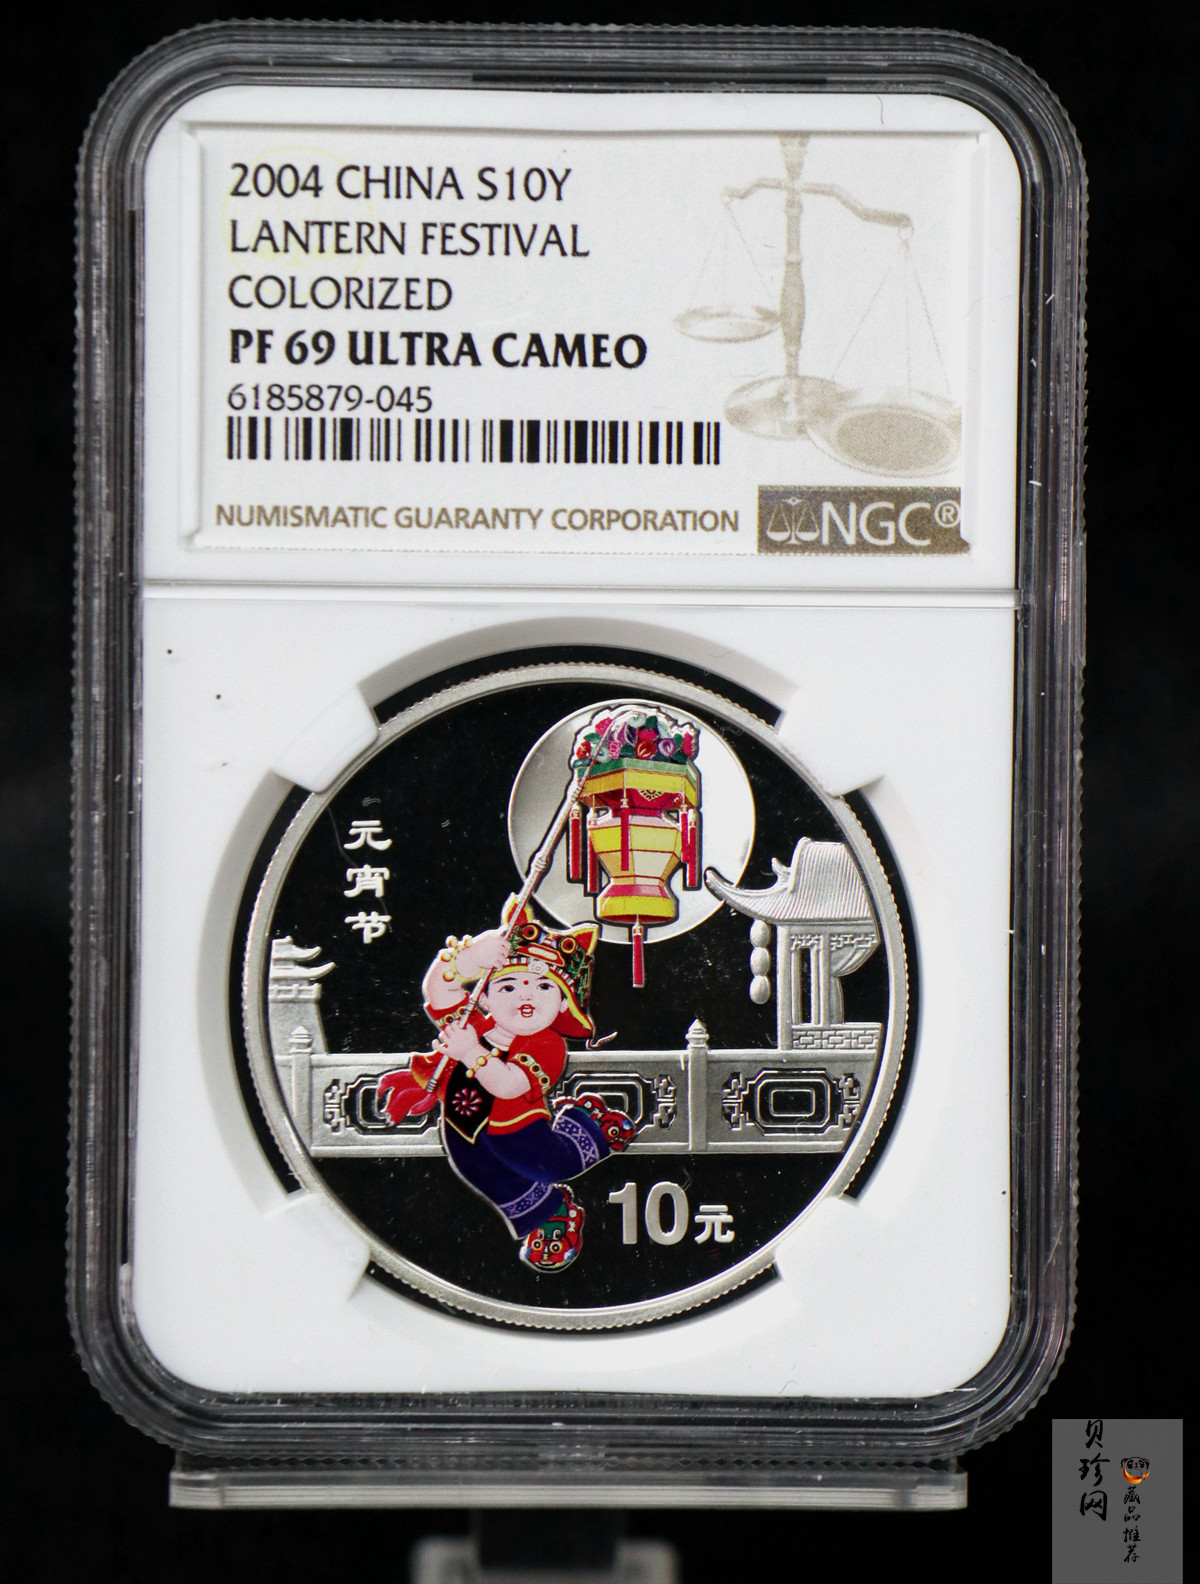 2004 CHINA S10Y
LANTERN FESTIVAL
COLORIZED
PF 69 ULTRA CAMEO
6185879-045
NUMISMATIC GUARANTY CORPORATION
NGC®
元宵节
10元
贝珍网
藏品推荐